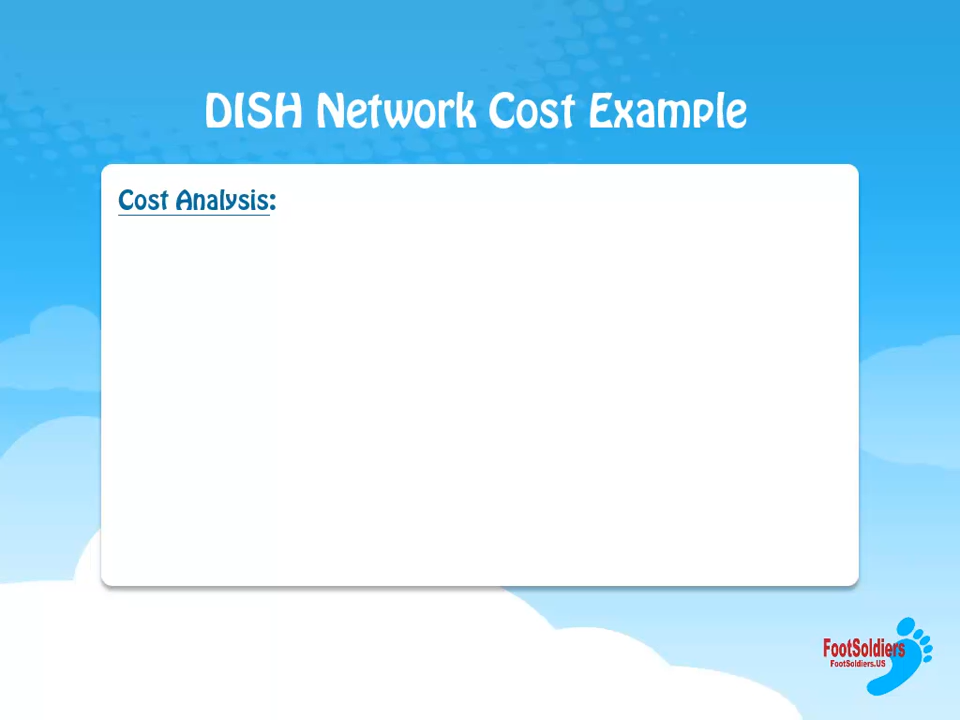 DISH Network Cost Example
Cost Analysis:
FootSoldiers
FootSoldiers.US